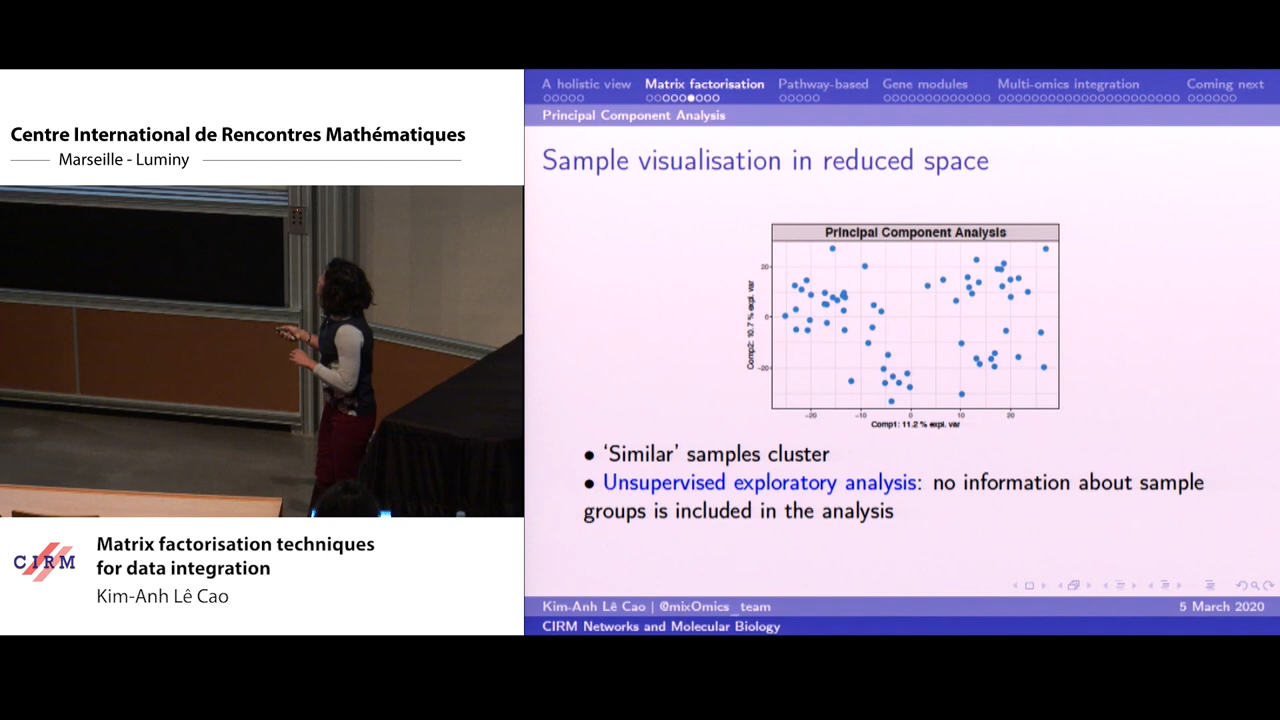 Centre International de Rencontres Mathématiques
Marseille - Luminy
CIRM
Matrix factorisation techniques
for data integration
Kim-Anh Lê Cao
A holistic view Matrix factorisation Pathway-based Gene modules Multi-omics integration Coming next
Principal Component Analysis
Sample visualisation in reduced space
Principal Component Analysis
Comp2: 10.7 % expl. var
20
0
−20
−20 −10 0 10 20
Comp1: 11.2 % expl. var
• ‘Similar’ samples cluster
• Unsupervised exploratory analysis: no information about sample
groups is included in the analysis
Kim-Anh Lê Cao | @mixOmics_team 5 March 2020
CIRM Networks and Molecular Biology